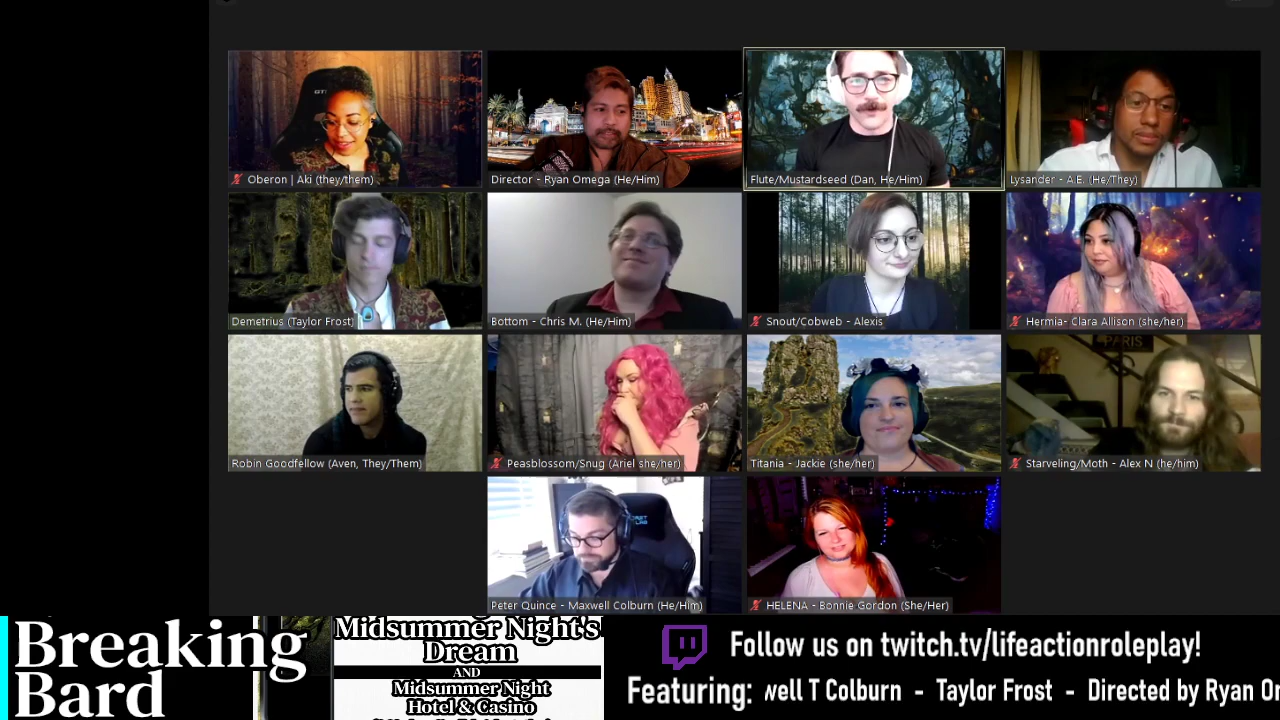 Oberon | Aki (they/them)
Director - Ryan Omega (He/Him)
Flute/Mustardseed (Dan, He/Him)
Lysander - A.E. (He/They)
Demetrius (Taylor Frost)
Bottom - Chris M. (He/Him)
Snout/Cobweb - Alexis
Hermia- Clara Allison (she/her)
PARIS
Robin Goodfellow (Aven, They/Them)
Peasblossom/Snug (Ariel she/her)
Titania - Jackie (she/her)
Starveling/Moth - Alex N (he/him)
Peter Quince - Maxwell Colburn (He/Him)
HELENA - Bonnie Gordon (She/Her)
Breaking
Bard
Midsummer Night's
Dream
AND
Midsummer Night
Hotel & Casino
Follow us on twitch.tv/lifeactionroleplay!
Featuring: well T Colburn - Taylor Frost - Directed by Ryan